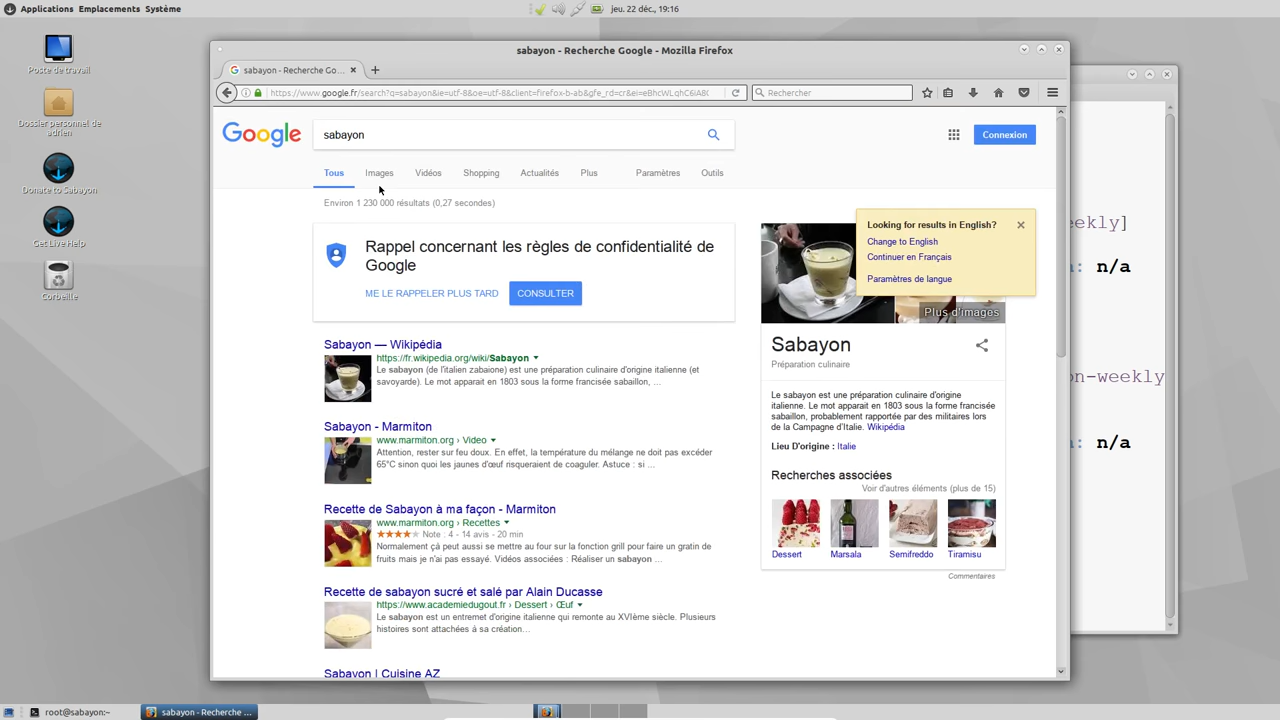 Applications Emplacements Système
jeu. 22 déc., 19:16
Poste de travail
Dossier personnel de
adrien
Donate to Sabayon
Get Live Help
Corbeille
sabayon - Recherche Google - Mozilla Firefox
sabayon - Recherche Go...
https://www.google.fr/search?q=sabayon&ie=utf-8&oe=utf-8&client=firefox-b-ab&gfe_rd=cr&ei=
Rechercher
Google
sabayon
Connexion
Tous Images Vidéos Shopping Actualités Plus Paramètres Outils
Environ 1 230 000 résultats (0,27 secondes)
Rappel concernant les règles de confidentialité de
Google
ME LE RAPPELER PLUS TARD CONSULTER
Sabayon — Wikipédia
https://fr.wikipedia.org/wiki/Sabayon
Le sabayon (de l'italien zabaione) est une préparation culinaire d'origine italienne (et
savoyarde). Le mot apparait en 1803 sous la forme francisée sabaillon, ...
Sabayon - Marmiton
www.marmiton.org › Video
Attention, rester sur feu doux. En effet, la température du mélange ne doit pas excéder
65°C sinon quoi les jaunes d'œuf risqueraient de coaguler. Astuce : si ...
Recette de Sabayon à ma façon - Marmiton
www.marmiton.org › Recettes
Note : 4 - 14 avis - 20 min
Normalement çà peut aussi se mettre au four sur la fonction grill pour faire un gratin de
fruits mais je n'ai pas essayé. Vidéos associées : Réaliser un sabayon ...
Recette de sabayon sucré et salé par Alain Ducasse
https://www.academiedugout.fr › Dessert › Œuf
Le sabayon est un entremet d'origine italienne qui remonte au XVIème siècle. Plusieurs
histoires sont attachées à sa création...
Sabayon | Cuisine AZ
Looking for results in English?
Change to English
Continuer en Français
Paramètres de langue
Plus d'images
Sabayon
Préparation culinaire
Le sabayon est une préparation culinaire d'origine
italienne. Le mot apparait en 1803 sous la forme francisée
sabaillon, probablement rapportée par des militaires lors
de la Campagne d'Italie. Wikipédia
Lieu D'origine : Italie
Recherches associées
Voir d'autres éléments (plus de 15)
Dessert Marsala Semifreddo Tiramisu
Commentaires
eekly]
: n/a
on-weekly
: n/a
root@sabayon:~
sabayon - Recherche ...